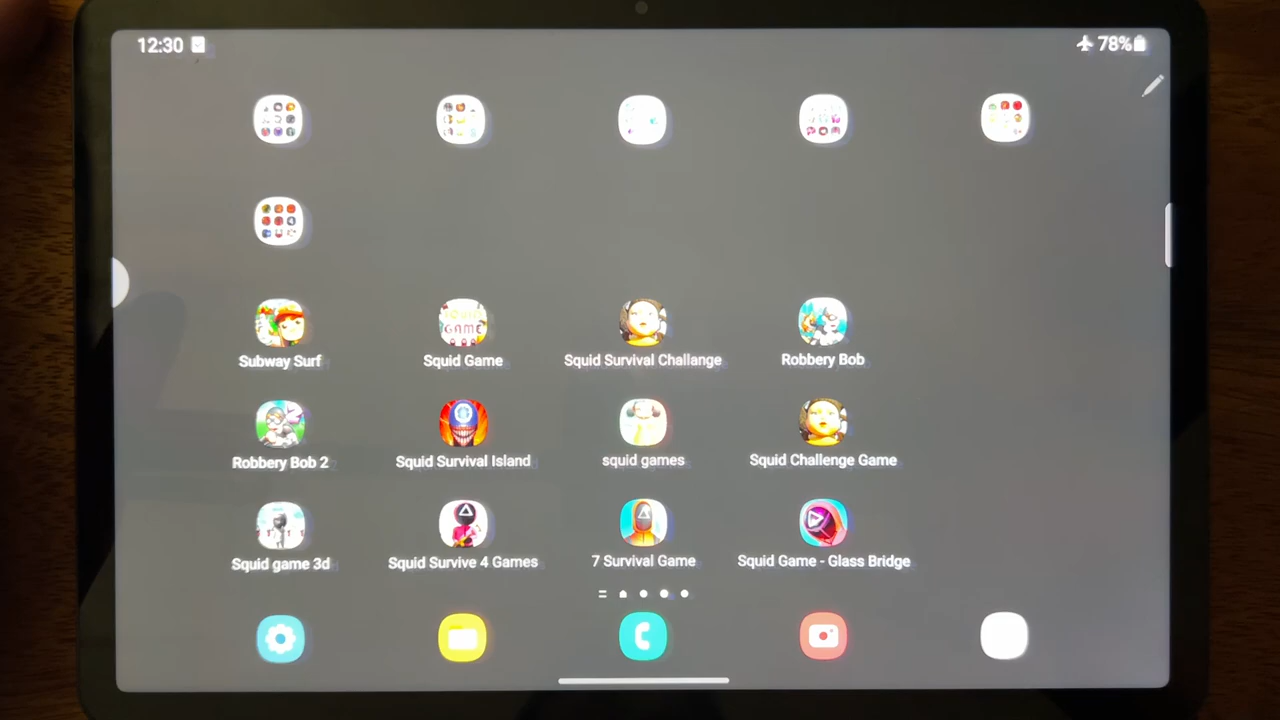 12:30 78%
Subway Surf Squid Game Squid Survival Challange Robbery Bob
Robbery Bob 2 Squid Survival Island squid games Squid Challenge Game
Squid game 3d Squid Survive 4 Games 7 Survival Game Squid Game - Glass Bridge